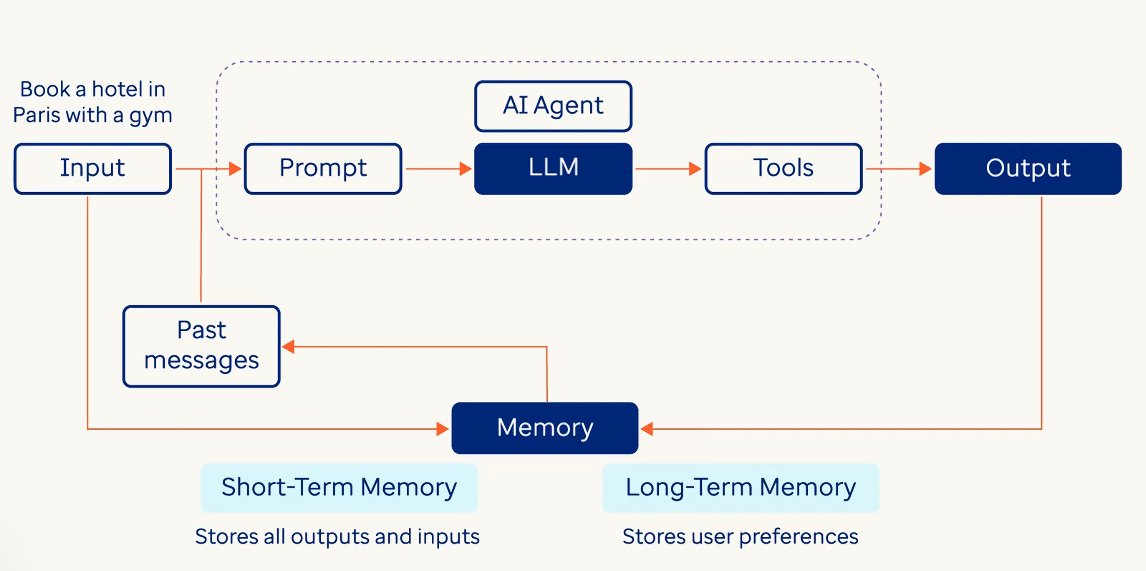 Book a hotel in
Paris with a gym
AI Agent
Input
Prompt
LLM
Tools
Output
Past
messages
Memory
Short-Term Memory
Long-Term Memory
Stores all outputs and inputs
Stores user preferences